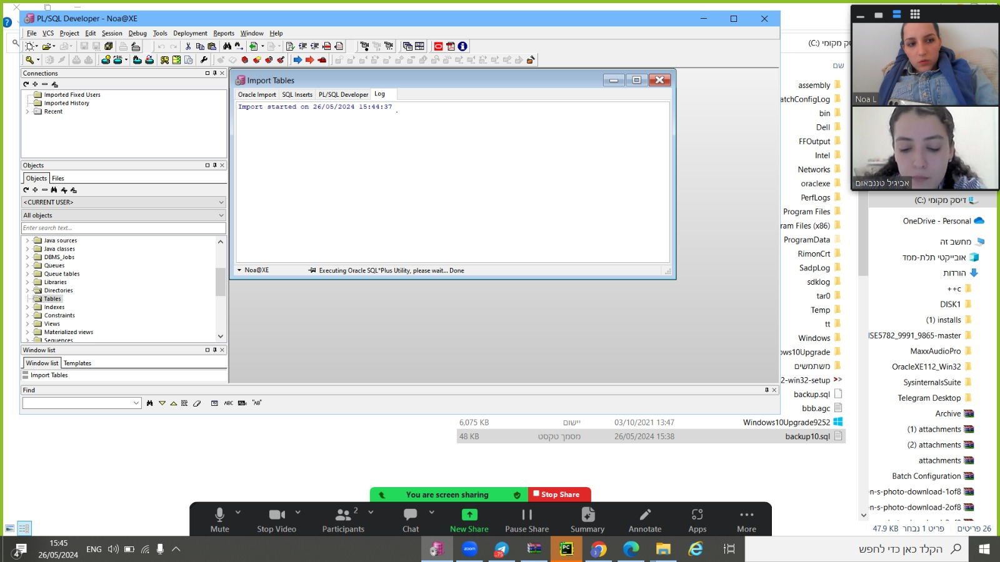 PL/SQL Developer - Noa@XE
File VCS Project Edit Session Debug Tools Deployment Reports Window Help
Connections
Imported Fixed Users
Imported History
Recent
Objects
Objects Files
<CURRENT USER>
All objects
Enter search text...
Java sources
Java classes
DBMS_Jobs
Queues
Queue tables
Libraries
Directories
Tables
Indexes
Constraints
Views
Materialized views
Sequences
Window list
Window list Templates
Import Tables
Find
ABC
"AB"
Import Tables
Oracle Import SQL Inserts PL/SQL Developer Log
Import started on 26/05/2024 15:44:37
Noa@XE
Executing Oracle SQL*Plus Utility, please wait... Done
סק מקומי (C:)
שם
assembly
atchConfigLog
bin
Dell
FFOutput
Intel
Networks
oraclexe
PerfLogs
Program Files
ram Files (x86)
ProgramData
RimonCrt
SadpLog
sdklog
tar0
Temp
tt
Windows
ows10Upgrade
משתמשים
2-win32-setup
backup.sql
bbb.agc
Windows10Upgrade9252 03/10/2021 13:47 יישום 6,075 KB
backup10.sql 26/05/2024 15:38 מסמך טקסט 48 KB
Noa L
אביגיל טננבאום
דיסק מקומי (C:)
OneDrive - Personal
מחשב זה
אובייקטי תלת-ממד
הורדות
c++
DISK1
installs (1)
ISE5782_9991_9865-master
MaxxAudioPro
OracleXE112_Win32
SysinternalsSuite
Telegram Desktop
Archive
attachments (1)
attachments (2)
attachments
Batch Configuration
en-s-photo-download-1of8
en-s-photo-download-2of8
26 פריטים פריט 1 נבחר 47.9 KB
You are screen sharing
Stop Share
Mute
Stop Video
Participants 2
Chat
New Share
Pause Share
Summary
Annotate
Apps
More
4
15:45
26/05/2024
ENG
zoom
75
PC
הקלד כאן כדי לחפש